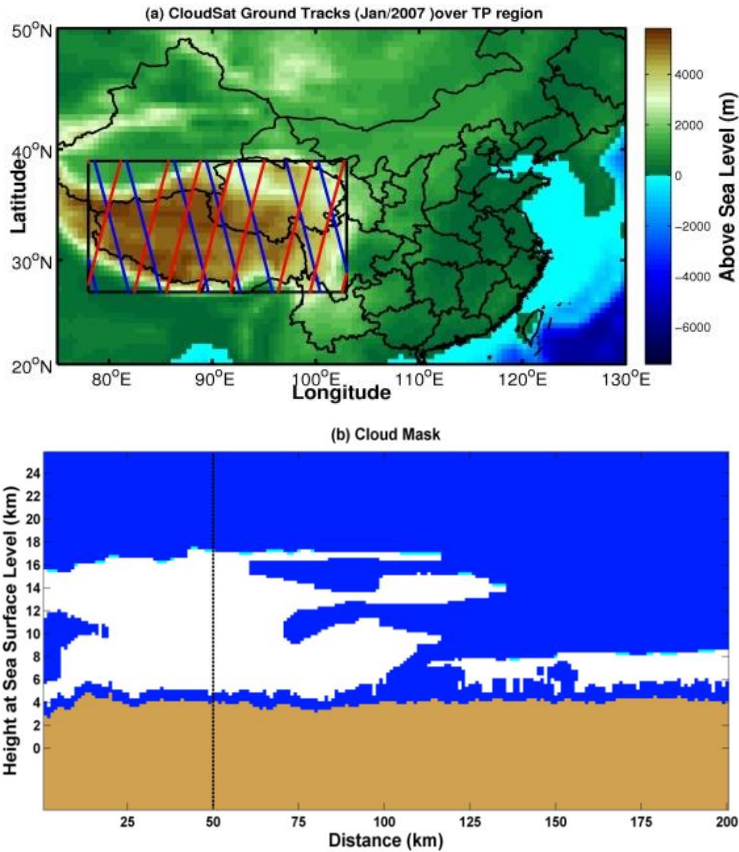 (a) CloudSat Ground Tracks (Jan/2007 )over TP region
50°N
40°N
30°N
20°N
Latitude
80°E 90°E 100°E 110°E 120°E 130°E
Longitude
4000
2000
0
−2000
−4000
−6000
Above Sea Level (m)
(b) Cloud Mask
24
22
20
18
16
14
12
10
8
6
4
2
0
Height at Sea Surface Level (km)
25 50 75 100 125 150 175 200
Distance (km)